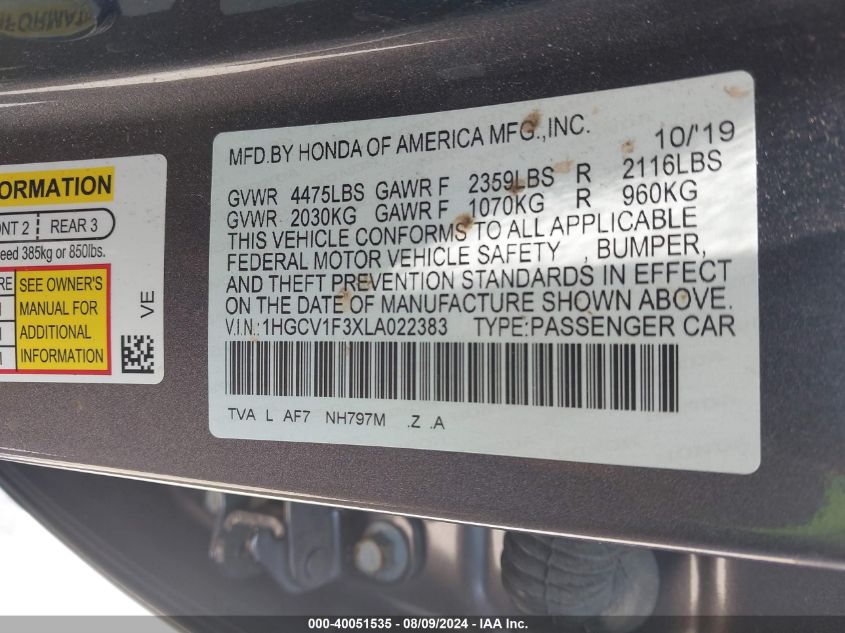 FORMAT
ORMATION
NT 2 REAR 3
eed 385kg or 850lbs.
RE SEE OWNER'S
MANUAL FOR
ADDITIONAL
INFORMATION
VE
MFD.BY HONDA OF AMERICA MFG.,INC. 10/'19
GVWR 4475LBS GAWR F 2359LBS R 2116LBS
GVWR 2030KG GAWR F 1070KG R 960KG
THIS VEHICLE CONFORMS TO ALL APPLICABLE
FEDERAL MOTOR VEHICLE SAFETY , BUMPER,
AND THEFT PREVENTION STANDARDS IN EFFECT
ON THE DATE OF MANUFACTURE SHOWN ABOVE.
V.I.N.:1HGCV1F3XLA022383 TYPE:PASSENGER CAR
TVA L AF7 NH797M .Z .A
000-40051535 - 08/09/2024 - IAA Inc.